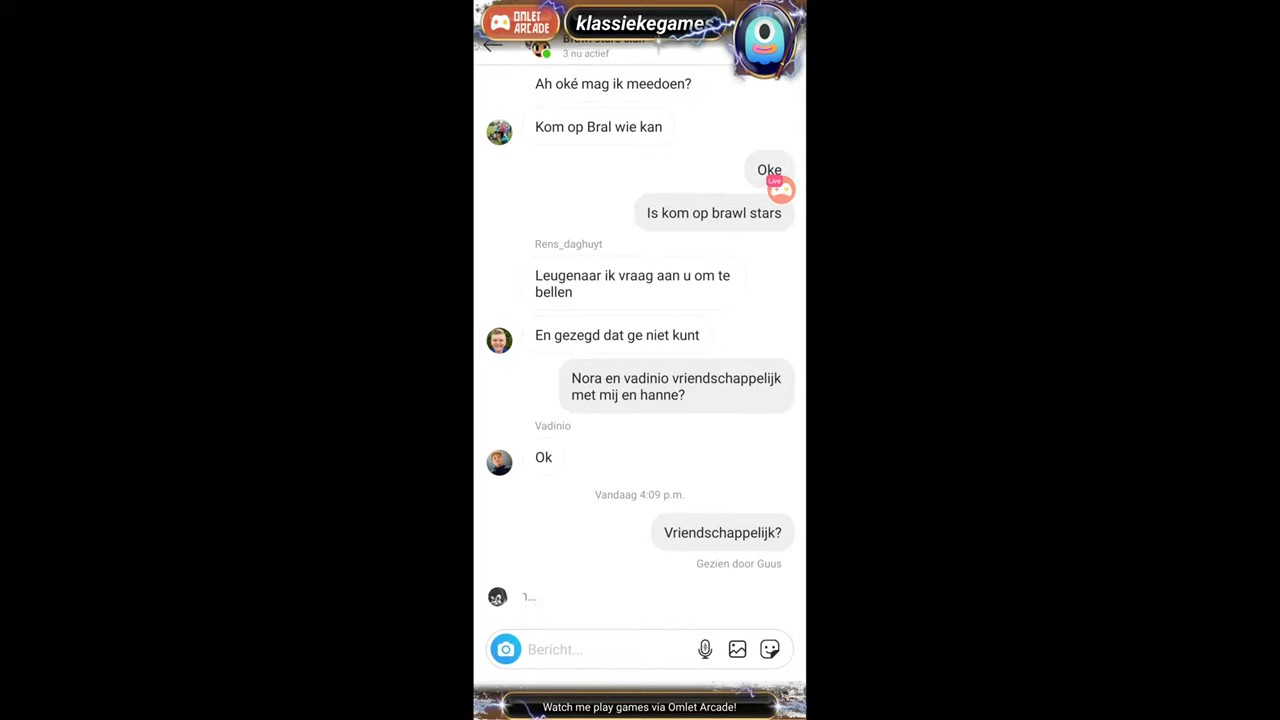 OMLET
ARCADE
klassiekegames
3 nu actief
Ah oké mag ik meedoen?
Kom op Bral wie kan
Oke
Live
Is kom op brawl stars
Rens_daghuyt
Leugenaar ik vraag aan u om te
bellen
En gezegd dat ge niet kunt
Nora en vadinio vriendschappelijk
met mij en hanne?
Vadinio
Ok
Vandaag 4:09 p.m.
Vriendschappelijk?
Gezien door Guus
Bericht...
Watch me play games via Omlet Arcade!